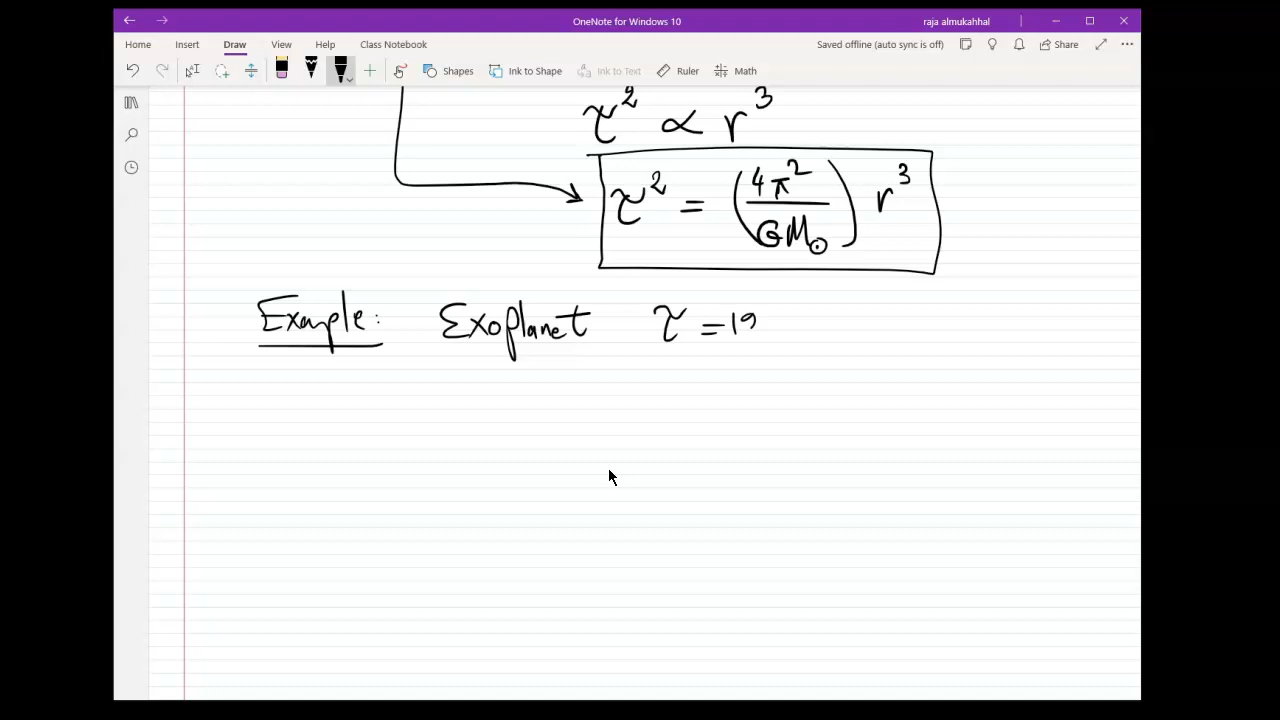 OneNote for Windows 10
raja almukahhal
Home Insert Draw View Help Class Notebook
Saved offline (auto sync is off) Share
Shapes Ink to Shape Ink to Text Ruler Math
τ² ∝ r³
τ² = (4π²/GM☉) r³
Example: Exoplanet τ = 19